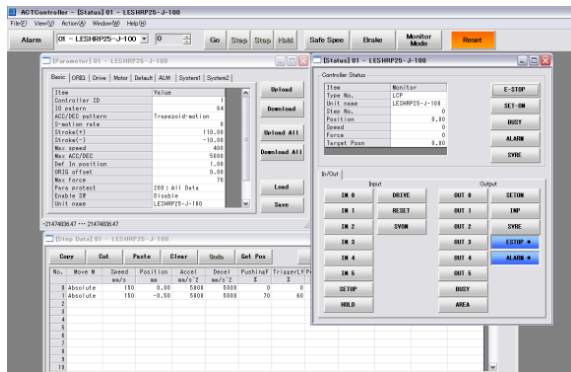 ACTController - [Status] 01 - LESHRP25-J-100
File(F) View(V) Action(A) Window(W) Help(H)
Alarm 01 - LESHRP25-J-100 0 Go Step Stop Hold Safe Spee Brake Monitor Mode Reset
[Parameter] 01 - LESHRP25-J-100
Basic ORIG Drive Motor Default ALM System1 System2
Item Value
Controller ID 1
IO pattern 64
ACC/DEC pattern Trapezoid-motion
S-motion rate 0
Stroke(+) 110.00
Stroke(-) -10.00
Max speed 400
Max ACC/DEC 5000
Def In position 1.00
ORIG offset 0.00
Max force 70
Para protect 200 : All Data
Enable SW Disable
Unit name LESHRP25-J-100
Upload
Download
Upload All
Download All
Load
Save
-21474836.47 --- 21474836.47
[Step Data] 01 - LESHRP25-J-100
Copy Cut Paste Clear Undo Get Pos
No. Move M Speed Position Accel Decel PushingF TriggerLV
mm/s mm mm/s^2 mm/s^2 % %
0 Absolute 150 0.00 5000 5000 0 0
1 Absolute 150 -0.50 5000 5000 70 60
2
3
4
5
6
7
8
9
10
[Status] 01 - LESHRP25-J-100
Controller Status
Item Monitor
Type No. LCP
Unit name LESHRP25-J-100
Step No. 0
Position 0.00
Speed 0
Force 0
Target Posn 0.00
E-STOP
SET-ON
BUSY
ALARM
SVRE
In/Out
Input Output
IN 0 DRIVE OUT 0 SETON
IN 1 RESET OUT 1 INP
IN 2 SVON OUT 2 SVRE
IN 3 OUT 3 ESTOP *
IN 4 OUT 4 ALARM *
IN 5 OUT 5
SETUP BUSY
HOLD AREA